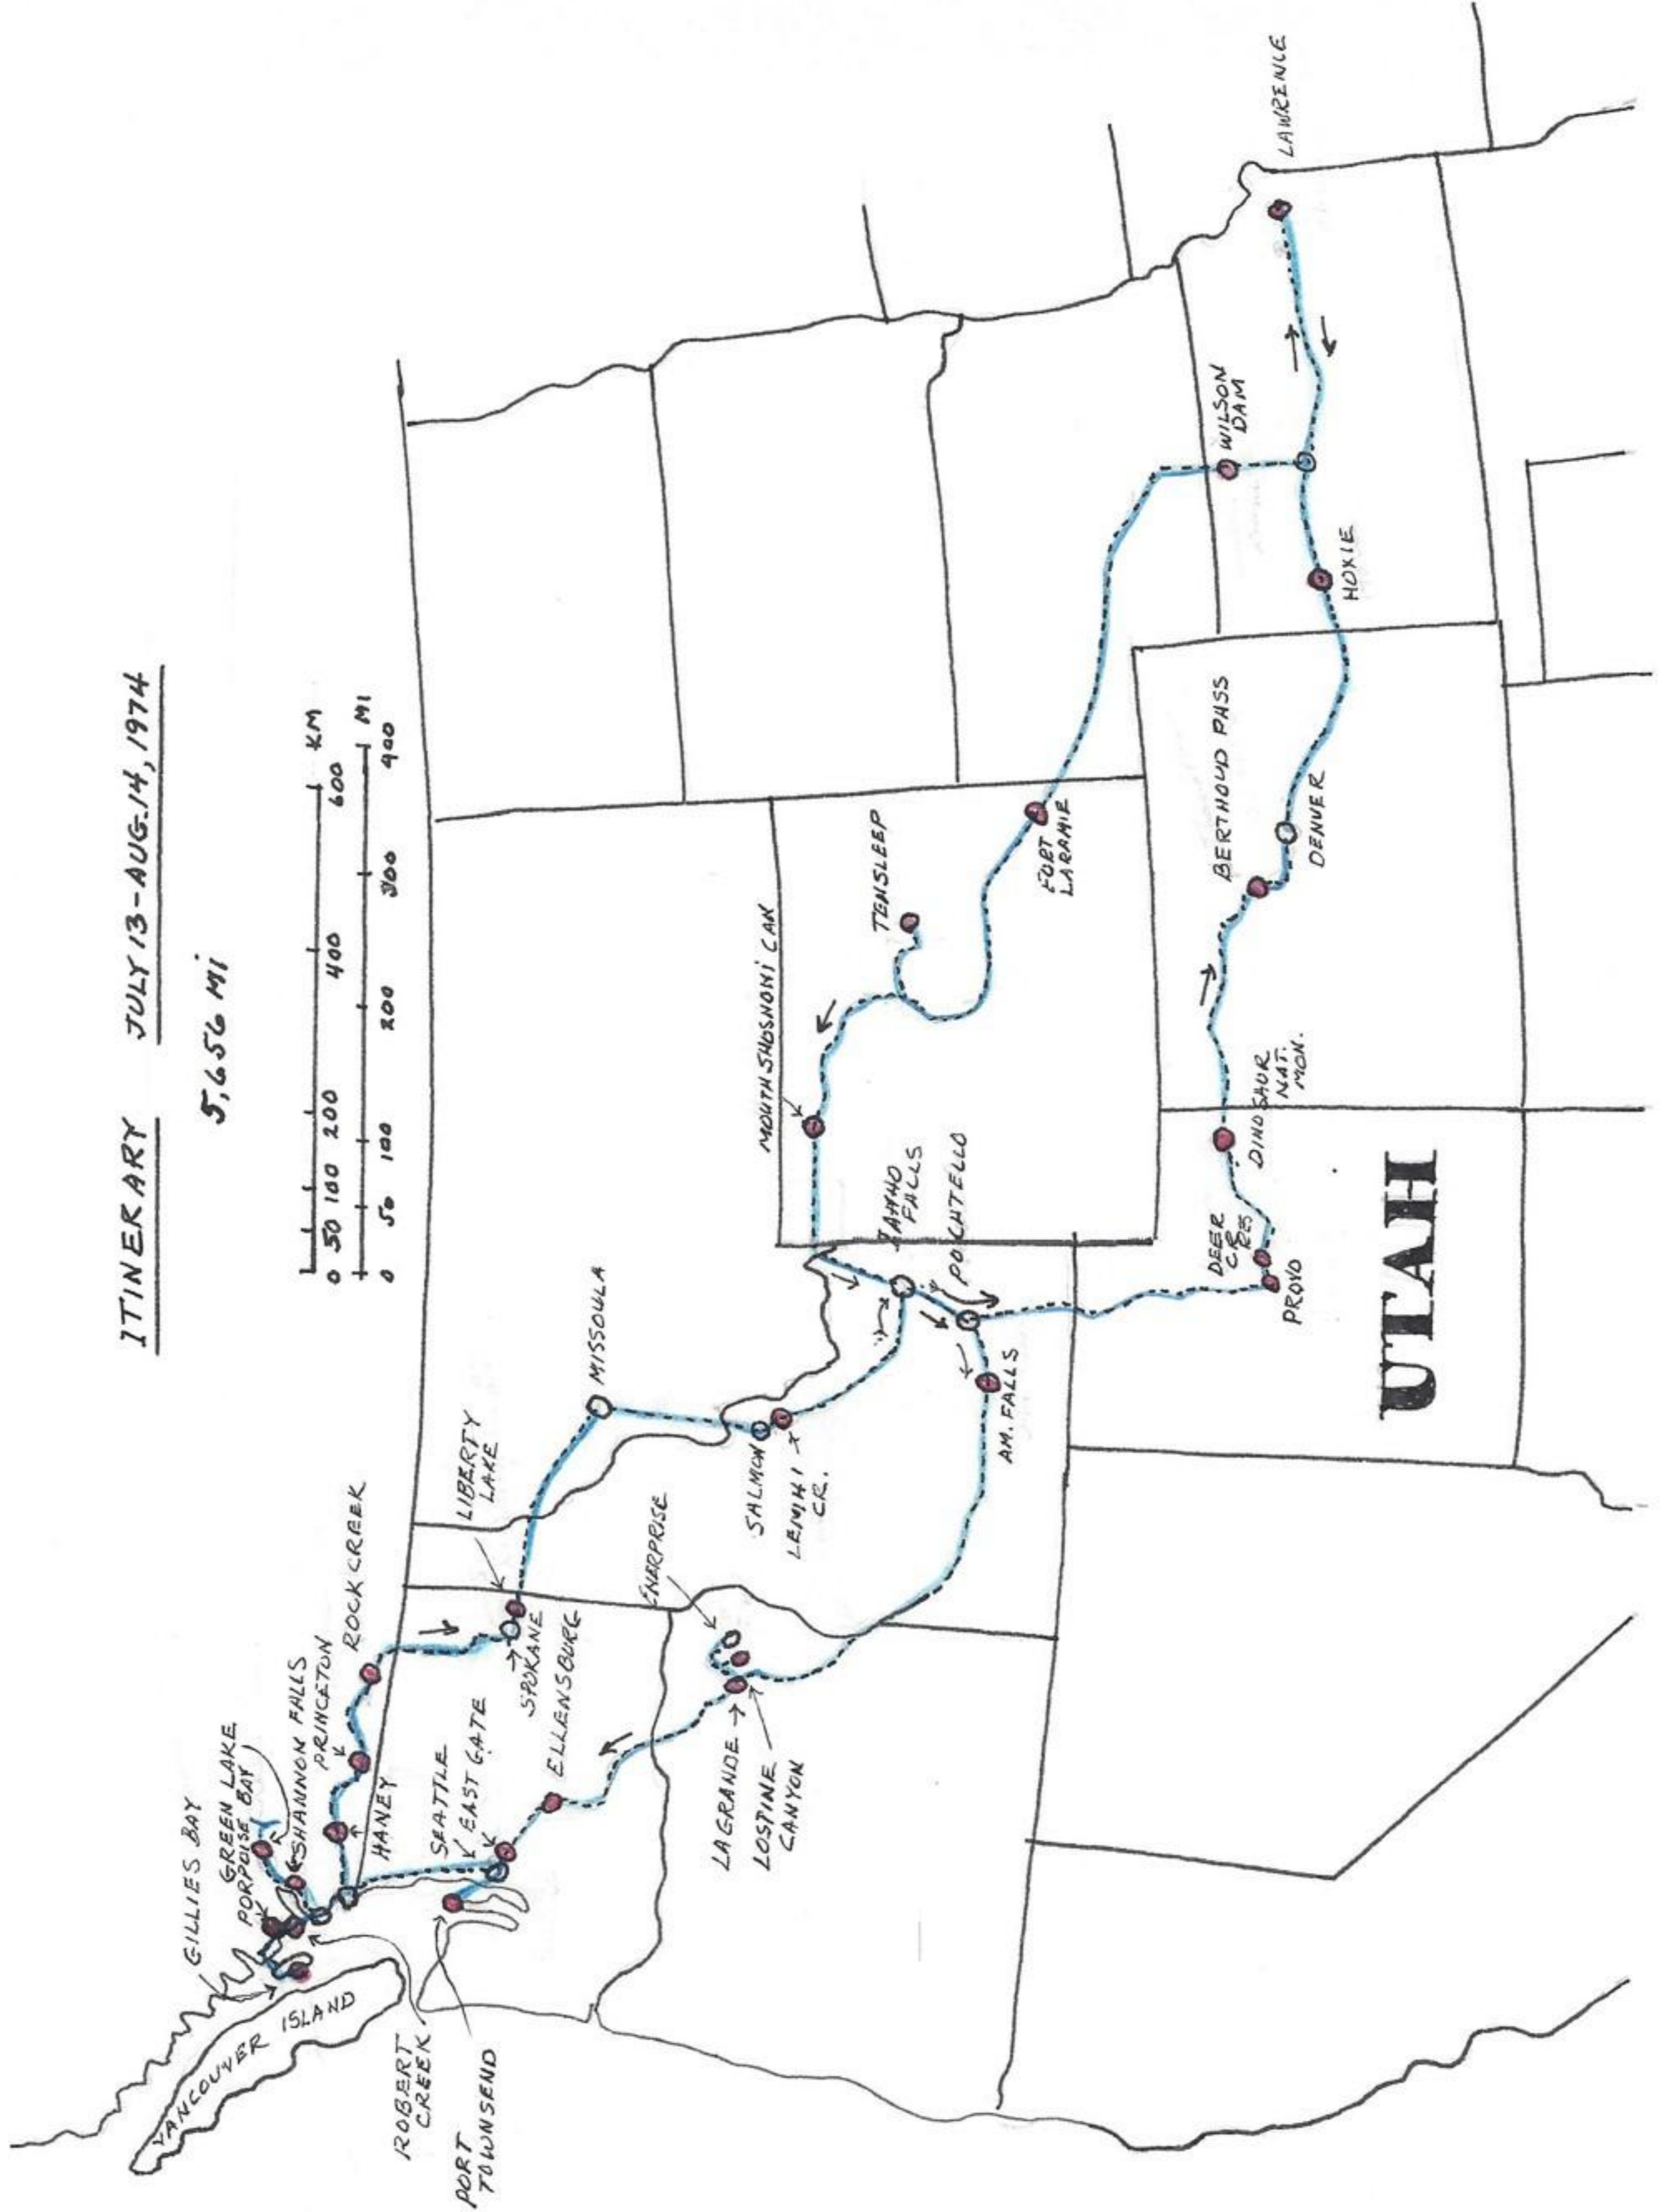 ITINERARY JULY 13-AUG.14, 1974
5,656 Mi
KM
0 50 100 200 400 600
MI
0 50 100 200 300 400
GILLIES BAY
GREEN LAKE
PORPOISE BAY
SHANNON FALLS
PRINCETON
ROCK CREEK
HANEY
VANCOUVER ISLAND
ROBERT
CREEK
PORT
TOWNSEND
SEATTLE
EAST GATE
ELLENSBURG
SPOKANE
LIBERTY
LAKE
MISSOULA
SALMON
LEMHI
CR.
ENERPRISE
LAGRANDE
LOSTINE
CANYON
MOUTH SHOSNONI CAN
TENSLEEP
IDAHO
FALLS
POCHTELLO
AM. FALLS
FORT
LARAMIE
WILSON
DAM
LAWRENCE
HOXIE
BERTHOUD PASS
DENVER
DINOSAUR
NAT.
MON.
DEER
CR
RES
PROVO
UTAH